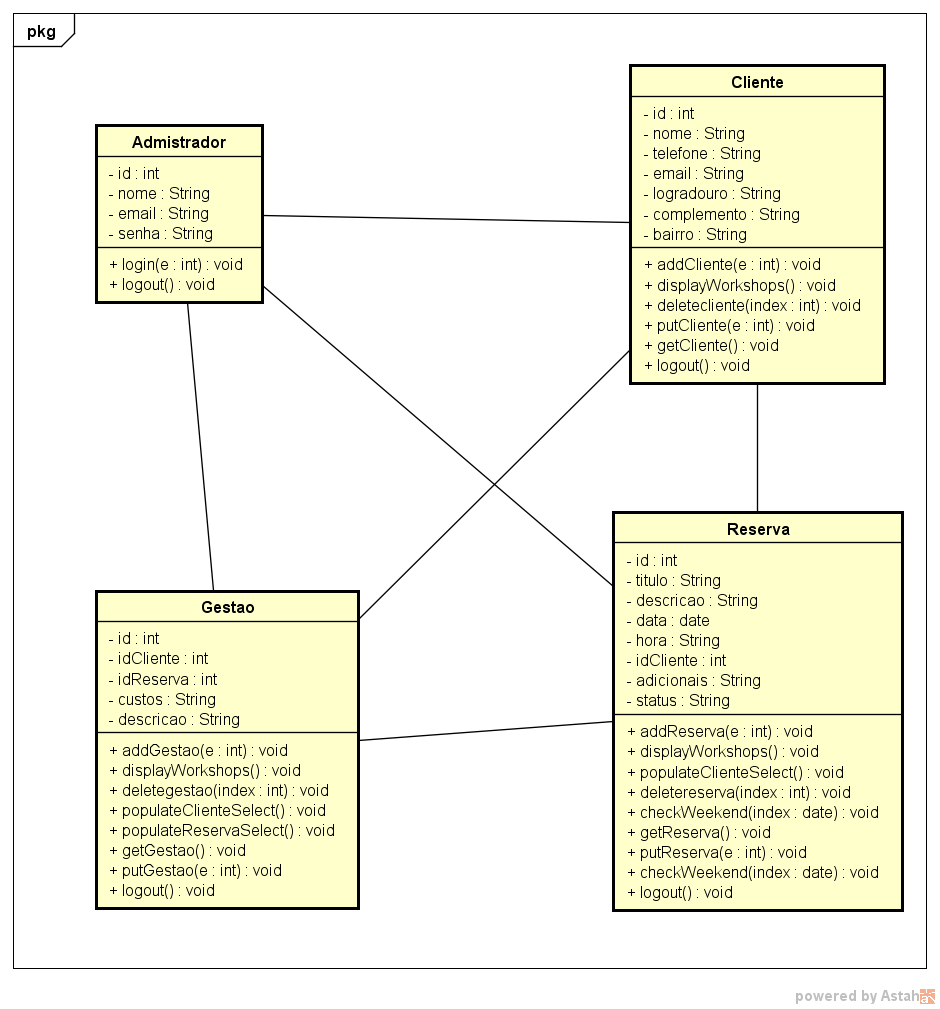 pkg
Admistrador
- id : int
- nome : String
- email : String
- senha : String
+ login(e : int) : void
+ logout() : void
Cliente
- id : int
- nome : String
- telefone : String
- email : String
- logradouro : String
- complemento : String
- bairro : String
+ addCliente(e : int) : void
+ displayWorkshops() : void
+ deletecliente(index : int) : void
+ putCliente(e : int) : void
+ getCliente() : void
+ logout() : void
Gestao
- id : int
- idCliente : int
- idReserva : int
- custos : String
- descricao : String
+ addGestao(e : int) : void
+ displayWorkshops() : void
+ deletegestao(index : int) : void
+ populateClienteSelect() : void
+ populateReservaSelect() : void
+ getGestao() : void
+ putGestao(e : int) : void
+ logout() : void
Reserva
- id : int
- titulo : String
- descricao : String
- data : date
- hora : String
- idCliente : int
- adicionais : String
- status : String
+ addReserva(e : int) : void
+ displayWorkshops() : void
+ populateClienteSelect() : void
+ deletereserva(index : int) : void
+ checkWeekend(index : date) : void
+ getReserva() : void
+ putReserva(e : int) : void
+ checkWeekend(index : date) : void
+ logout() : void
powered by Astah